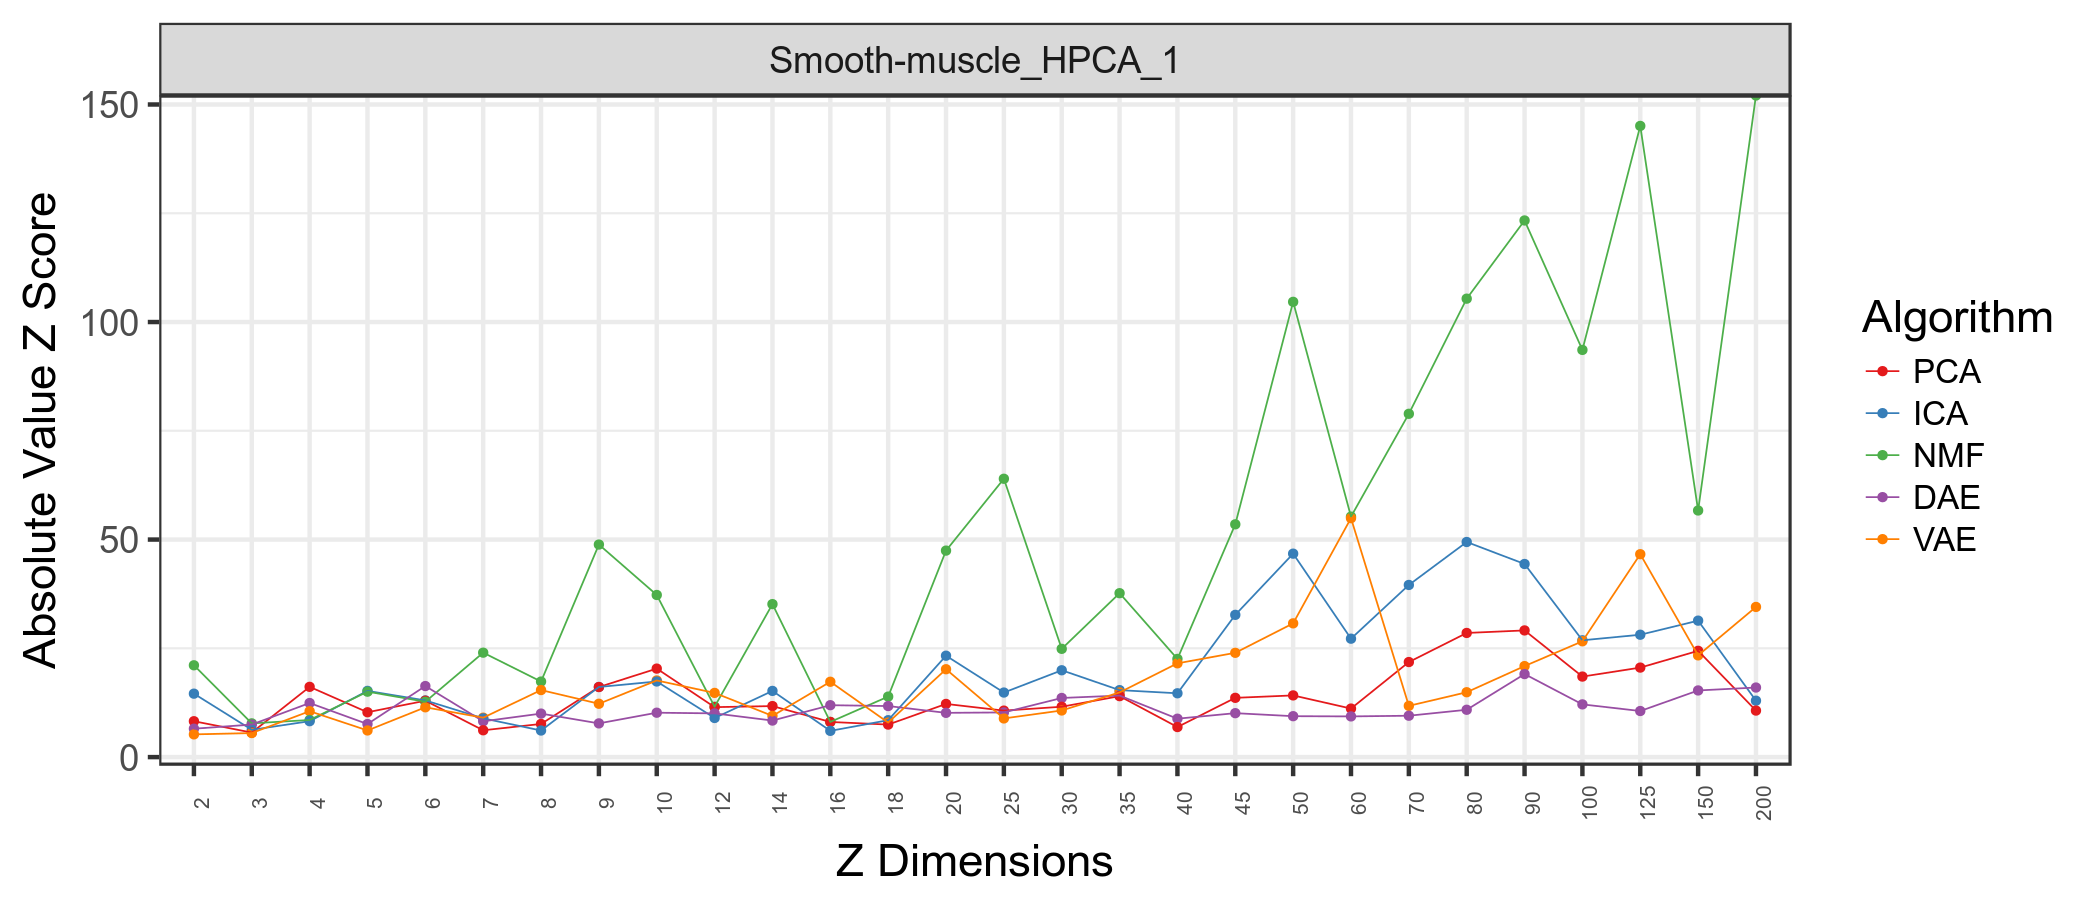 Smooth-muscle_HPCA_1
150
100
50
0
Absolute Value Z Score
2 3 4 5 6 7 8 9 10 12 14 16 18 20 25 30 35 40 45 50 60 70 80 90 100 125 150 200
Z Dimensions
Algorithm
PCA
ICA
NMF
DAE
VAE